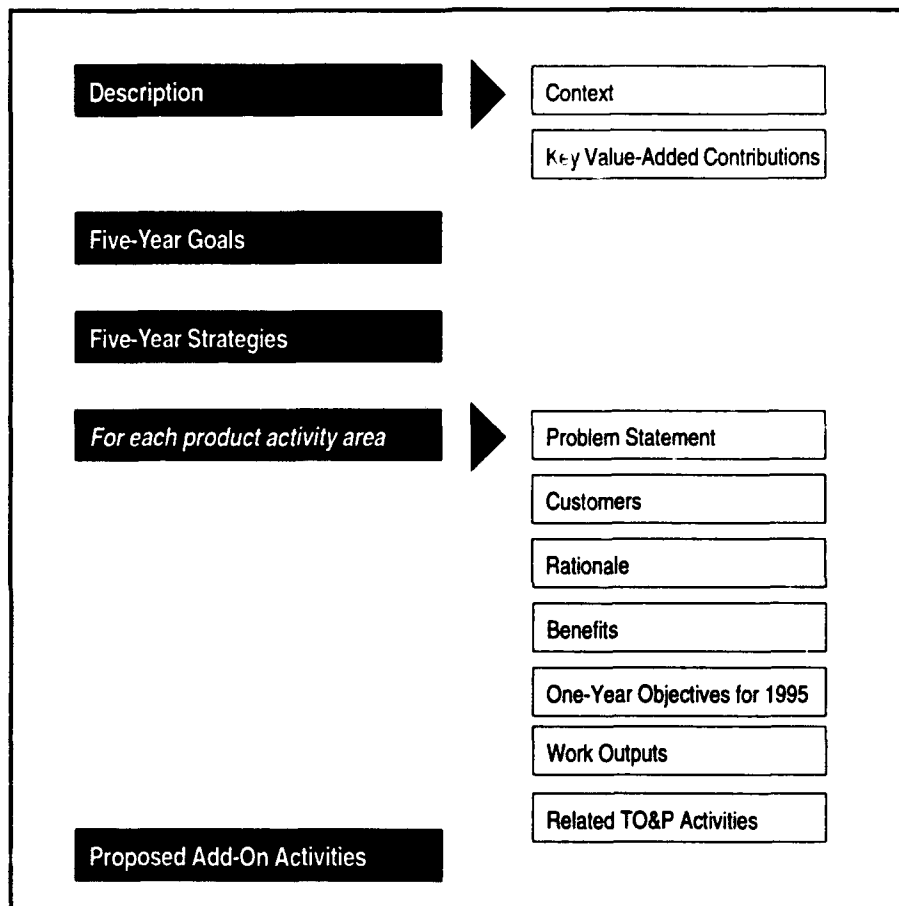 Description
Context
Key Value-Added Contributions
Five-Year Goals
Five-Year Strategies
For each product activity area
Problem Statement
Customers
Rationale
Benefits
One-Year Objectives for 1995
Work Outputs
Related TO&P Activities
Proposed Add-On Activities